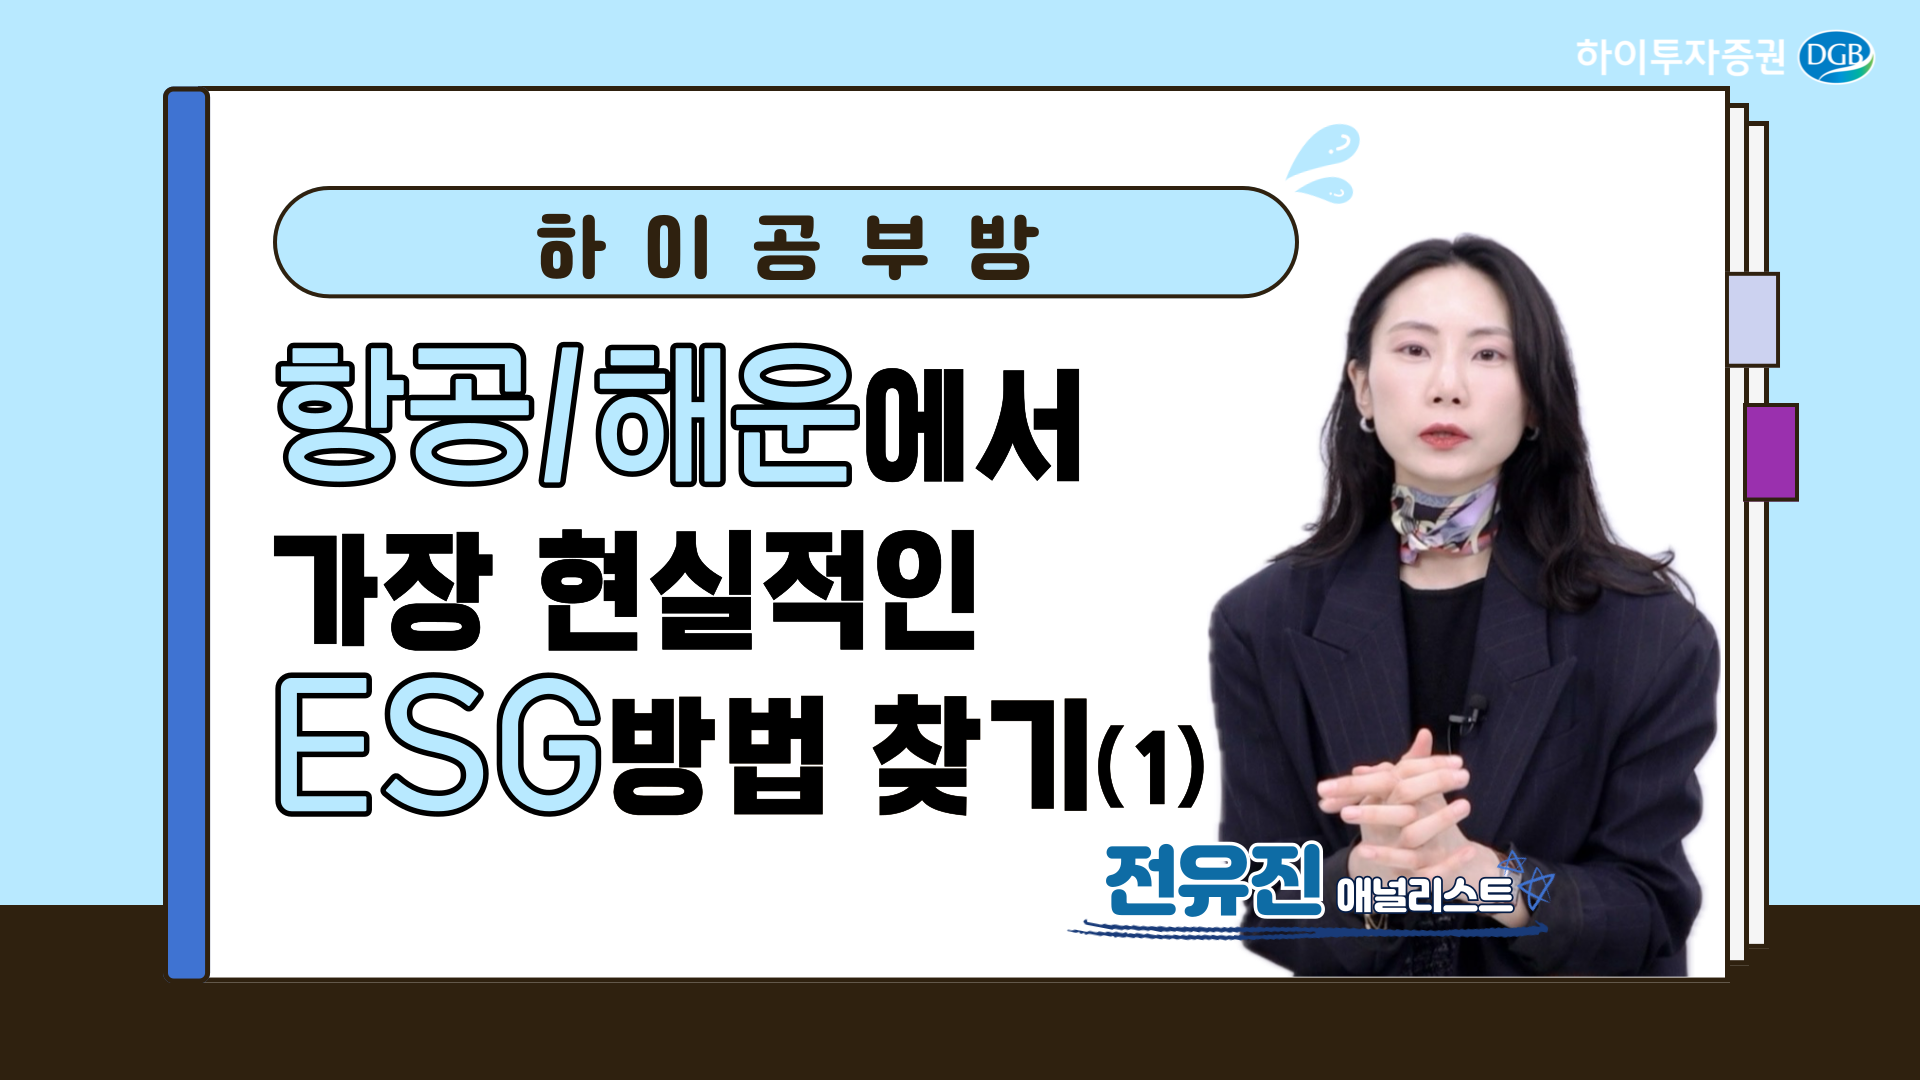 하이투자증권 DGB
하이공부방
항공/해운에서
가장 현실적인
ESG방법 찾기(1)
전유진 애널리스트